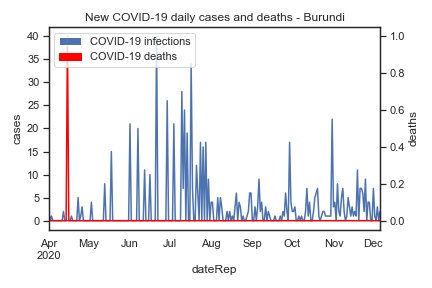 New COVID-19 daily cases and deaths - Burundi
COVID-19 infections
COVID-19 deaths
cases
40
35
30
25
20
15
10
5
0
deaths
1.0
0.8
0.6
0.4
0.2
0.0
Apr May Jun Jul Aug Sep Oct Nov Dec
2020
dateRep